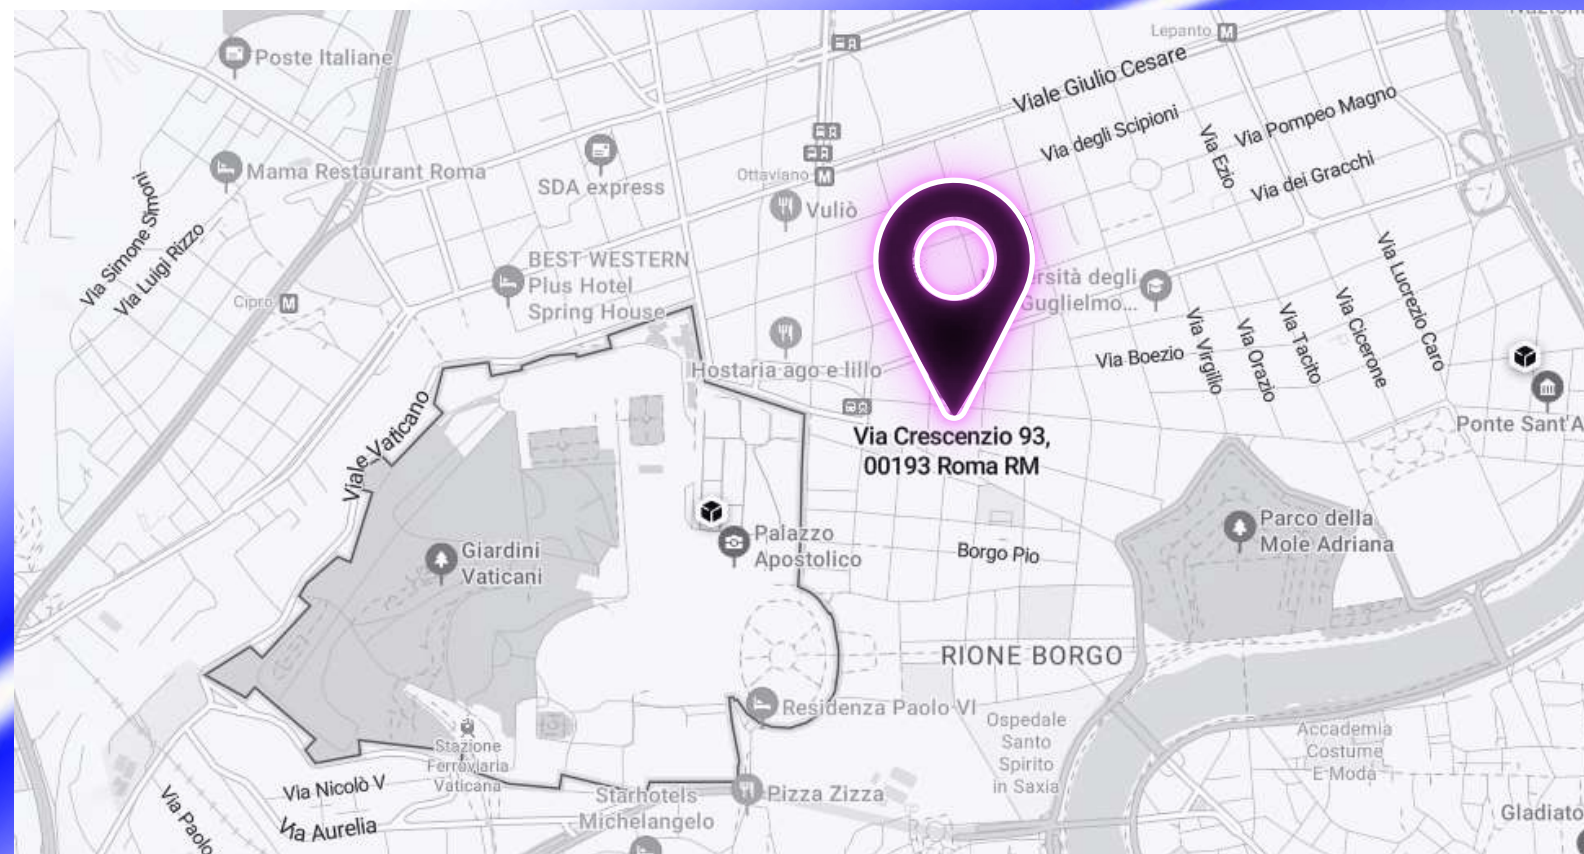 Lepanto M
Poste Italiane
Viale Giulio Cesare
Via Pompeo Magno
Via degli Scipioni
Via Ezio
Via dei Gracchi
Mama Restaurant Roma
SDA express
Ottaviano M
Vuliò
Via Simone Simoni
Via Luigi Rizzo
Cipro M
BEST WESTERN
Plus Hotel
Spring House
ersità degli
Guglielmo...
Via Lucrezio Caro
Via Cicerone
Via Tacito
Via Orazio
Via Virgilio
Via Boezio
Hostaria ago e lillo
Viale Vaticano
Via Crescenzio 93,
00193 Roma RM
Ponte Sant'A
Giardini
Vaticani
Palazzo
Apostolico
Borgo Pio
Parco della
Mole Adriana
RIONE BORGO
Residenza Paolo VI
Ospedale
Santo
Spirito
in Saxia
Accademia
Costume
E Moda
Stazione
Ferroviaria
Vaticana
Via Nicolò V
Via Aurelia
Via Paolo
Starhotels
Michelangelo
Pizza Zizza
Gladiato